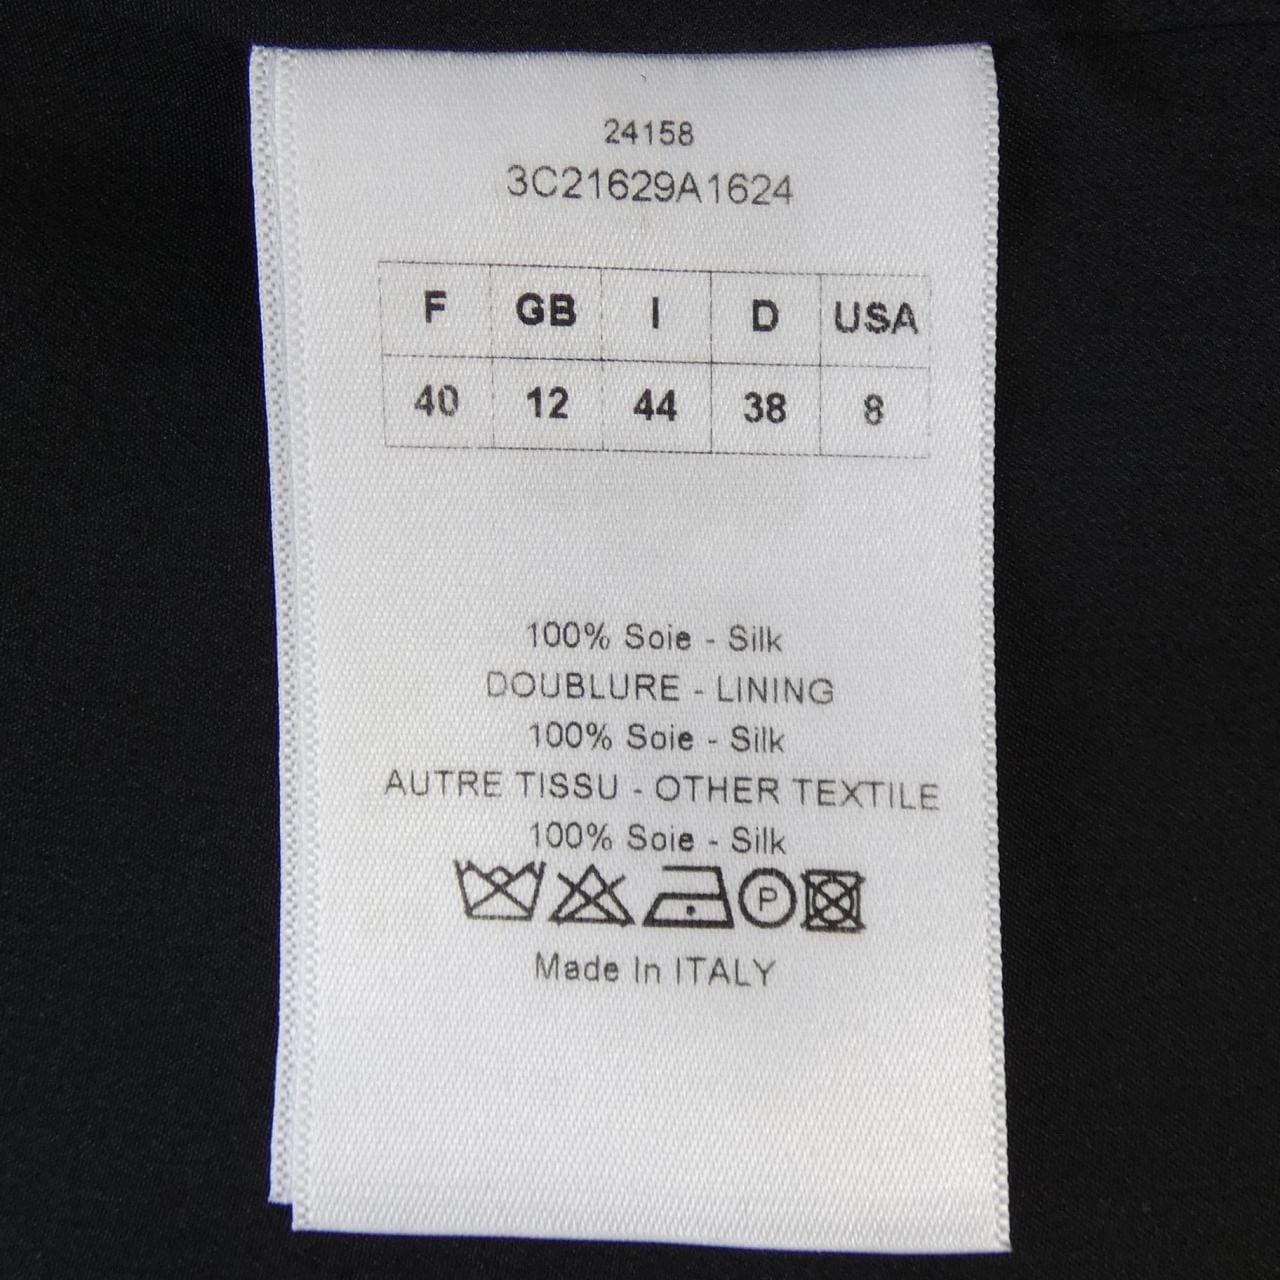 24158
3C21629A1624
F GB I D USA
40 12 44 38 8
100% Soie - Silk
DOUBLURE - LINING
100% Soie - Silk
AUTRE TISSU - OTHER TEXTILE
100% Soie - Silk
P
Made In ITALY